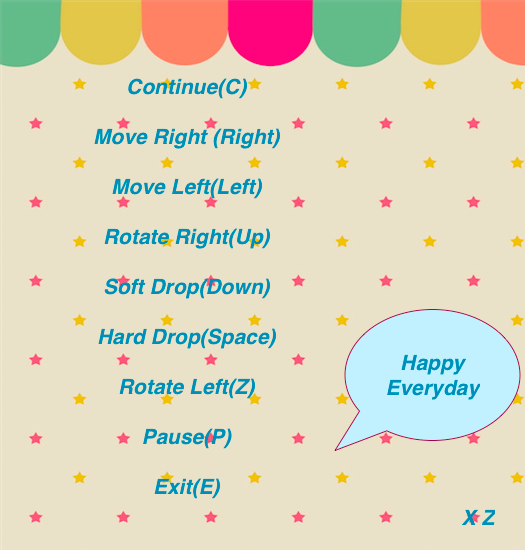 Continue(C)
Move Right (Right)
Move Left(Left)
Rotate Right(Up)
Soft Drop(Down)
Hard Drop(Space)
Happy
Everyday
Rotate Left(Z)
Pause(P)
Exit(E)
X Z